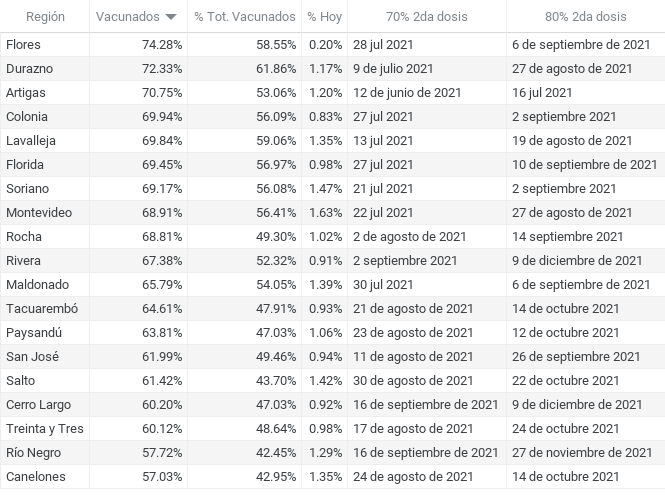 Región Vacunados % Tot. Vacunados % Hoy 70% 2da dosis 80% 2da dosis
Flores 74.28% 58.55% 0.20% 28 jul 2021 6 de septiembre de 2021
Durazno 72.33% 61.86% 1.17% 9 de julio 2021 27 de agosto de 2021
Artigas 70.75% 53.06% 1.20% 12 de junio de 2021 16 jul 2021
Colonia 69.94% 56.09% 0.83% 27 jul 2021 2 septiembre 2021
Lavalleja 69.84% 59.06% 1.35% 13 jul 2021 19 de agosto de 2021
Florida 69.45% 56.97% 0.98% 27 jul 2021 10 de septiembre de 2021
Soriano 69.17% 56.08% 1.47% 21 jul 2021 2 septiembre 2021
Montevideo 68.91% 56.41% 1.63% 22 jul 2021 27 de agosto de 2021
Rocha 68.81% 49.30% 1.02% 2 de agosto de 2021 14 septiembre 2021
Rivera 67.38% 52.32% 0.91% 2 septiembre 2021 9 de diciembre de 2021
Maldonado 65.79% 54.05% 1.39% 30 jul 2021 6 de septiembre de 2021
Tacuarembó 64.61% 47.91% 0.93% 21 de agosto de 2021 14 de octubre 2021
Paysandú 63.81% 47.03% 1.06% 23 de agosto de 2021 12 de octubre 2021
San José 61.99% 49.46% 0.94% 11 de agosto de 2021 26 de septiembre 2021
Salto 61.42% 43.70% 1.42% 30 de agosto de 2021 22 de octubre 2021
Cerro Largo 60.20% 47.03% 0.92% 16 de septiembre de 2021 9 de diciembre de 2021
Treinta y Tres 60.12% 48.64% 0.98% 17 de agosto de 2021 24 de octubre 2021
Río Negro 57.72% 42.45% 1.29% 16 de septiembre de 2021 27 de noviembre de 2021
Canelones 57.03% 42.95% 1.35% 24 de agosto de 2021 14 de octubre 2021